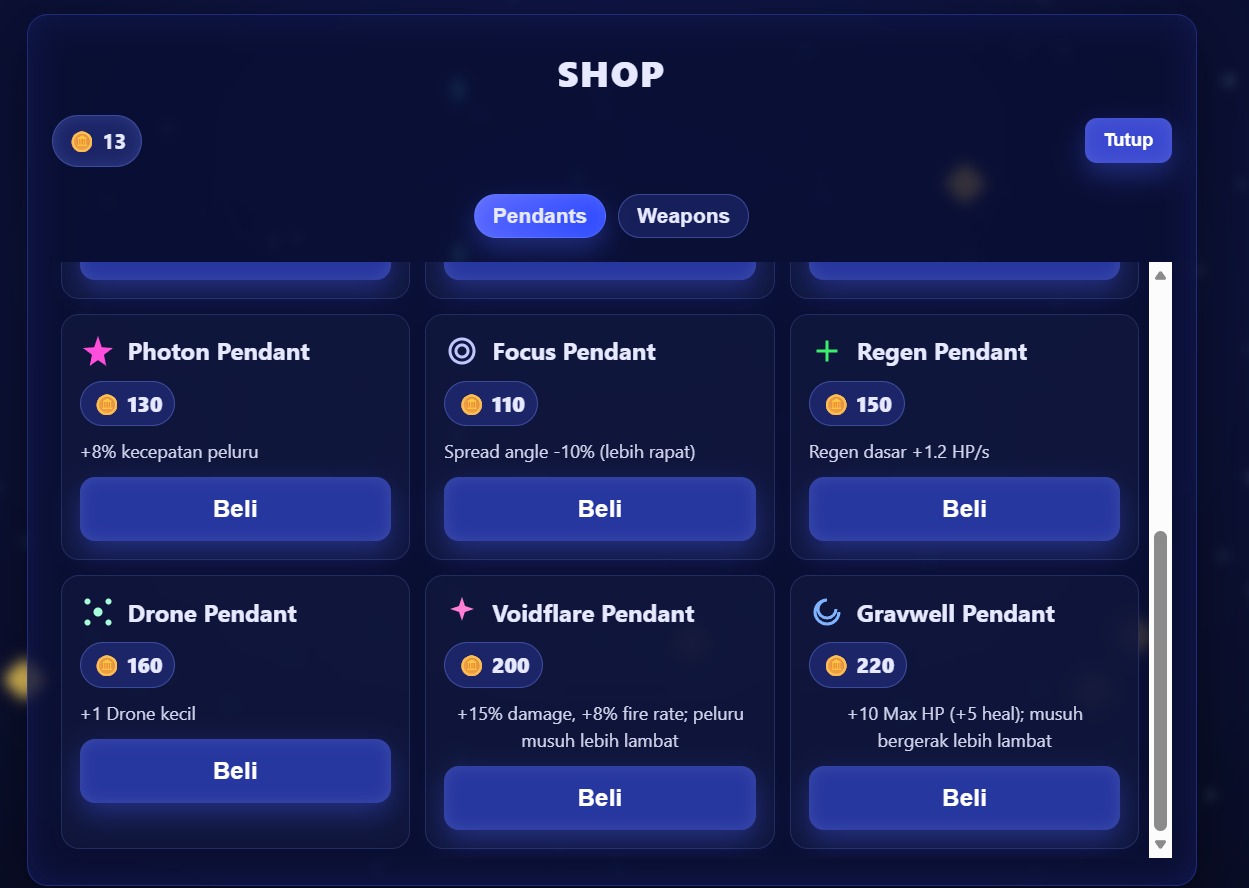 SHOP
13
Tutup
Pendants
Weapons
Photon Pendant
130
+8% kecepatan peluru
Beli
Focus Pendant
110
Spread angle -10% (lebih rapat)
Beli
Regen Pendant
150
Regen dasar +1.2 HP/s
Beli
Drone Pendant
160
+1 Drone kecil
Beli
Voidflare Pendant
200
+15% damage, +8% fire rate; peluru
musuh lebih lambat
Beli
Gravwell Pendant
220
+10 Max HP (+5 heal); musuh
bergerak lebih lambat
Beli